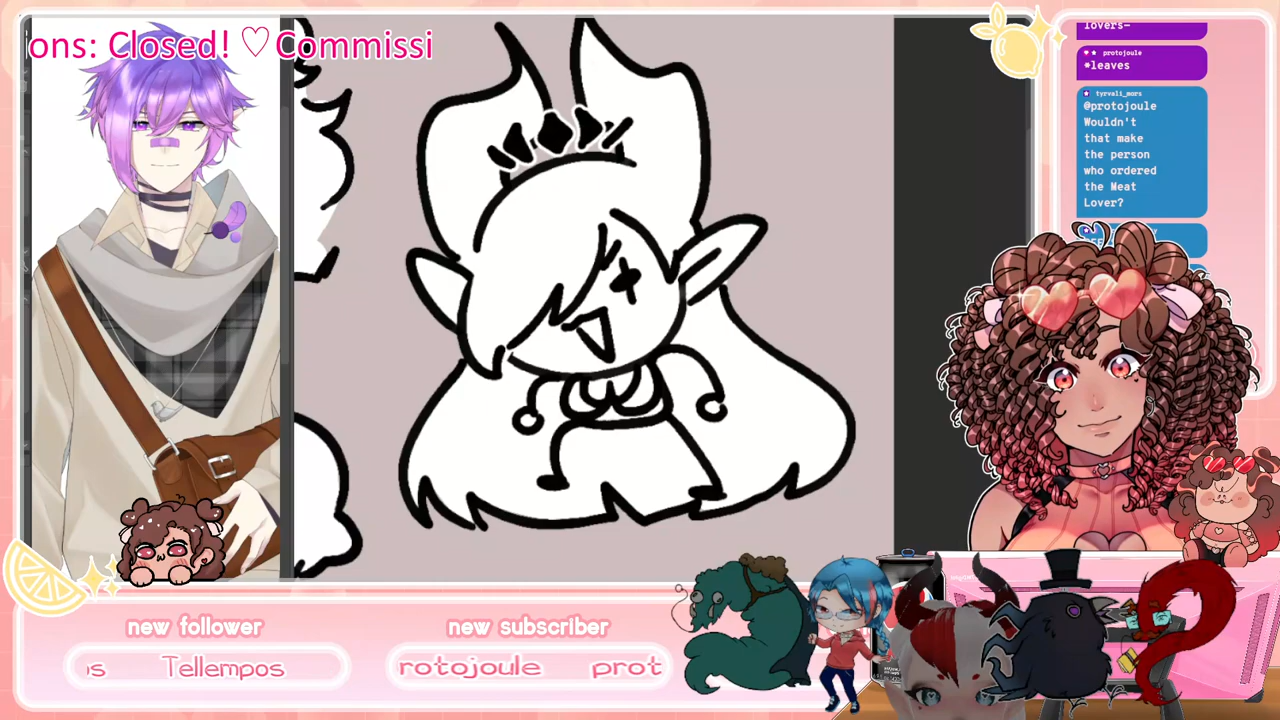 ons: Closed! ♡ Commissi
lovers-
protojoule
*leaves
tyrvali_mors
@protojoule
Wouldn't
that make
the person
who ordered
the Meat
Lover?
new follower
new subscriber
os Tellempos
rotojoule prot